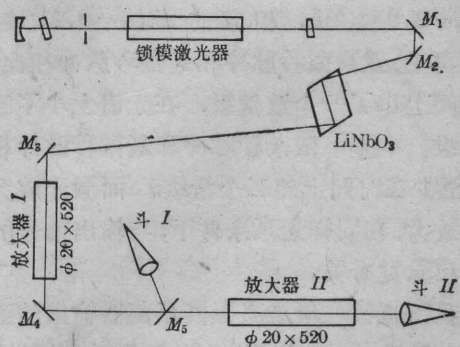 锁模激光器
M₁
M₂
LiNbO₃
M₃
放大器 I
φ20×520
斗 I
M₄
M₅
放大器 II
φ20×520
斗 II